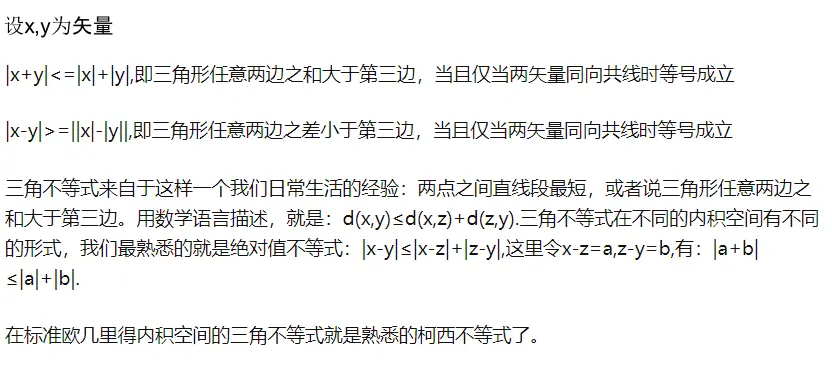 设x,y为矢量
|x+y|<=|x|+|y|,即三角形任意两边之和大于第三边，当且仅当两矢量同向共线时等号成立
|x-y|>=||x|-|y||,即三角形任意两边之差小于第三边，当且仅当两矢量同向共线时等号成立
三角不等式来自于这样一个我们日常生活的经验：两点之间直线段最短，或者说三角形任意两边之
和大于第三边。用数学语言描述，就是：d(x,y)≤d(x,z)+d(z,y).三角不等式在不同的内积空间有不同
的形式，我们最熟悉的就是绝对值不等式：|x-y|≤|x-z|+|z-y|,这里令x-z=a,z-y=b,有：|a+b|
≤|a|+|b|.
在标准欧几里得内积空间的三角不等式就是熟悉的柯西不等式了。